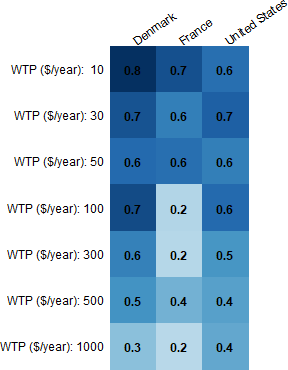 Denmark France United States
WTP ($/year): 10 0.8 0.7 0.6
WTP ($/year): 30 0.7 0.6 0.7
WTP ($/year): 50 0.6 0.6 0.6
WTP ($/year): 100 0.7 0.2 0.6
WTP ($/year): 300 0.6 0.2 0.5
WTP ($/year): 500 0.5 0.4 0.4
WTP ($/year): 1000 0.3 0.2 0.4